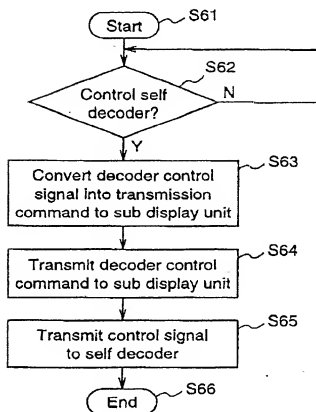 Start
S61
S62
Control self
decoder?
N
Y
S63
Convert decoder control
signal into transmission
command to sub display unit
S64
Transmit decoder control
command to sub display unit
S65
Transmit control signal
to self decoder
S66
End